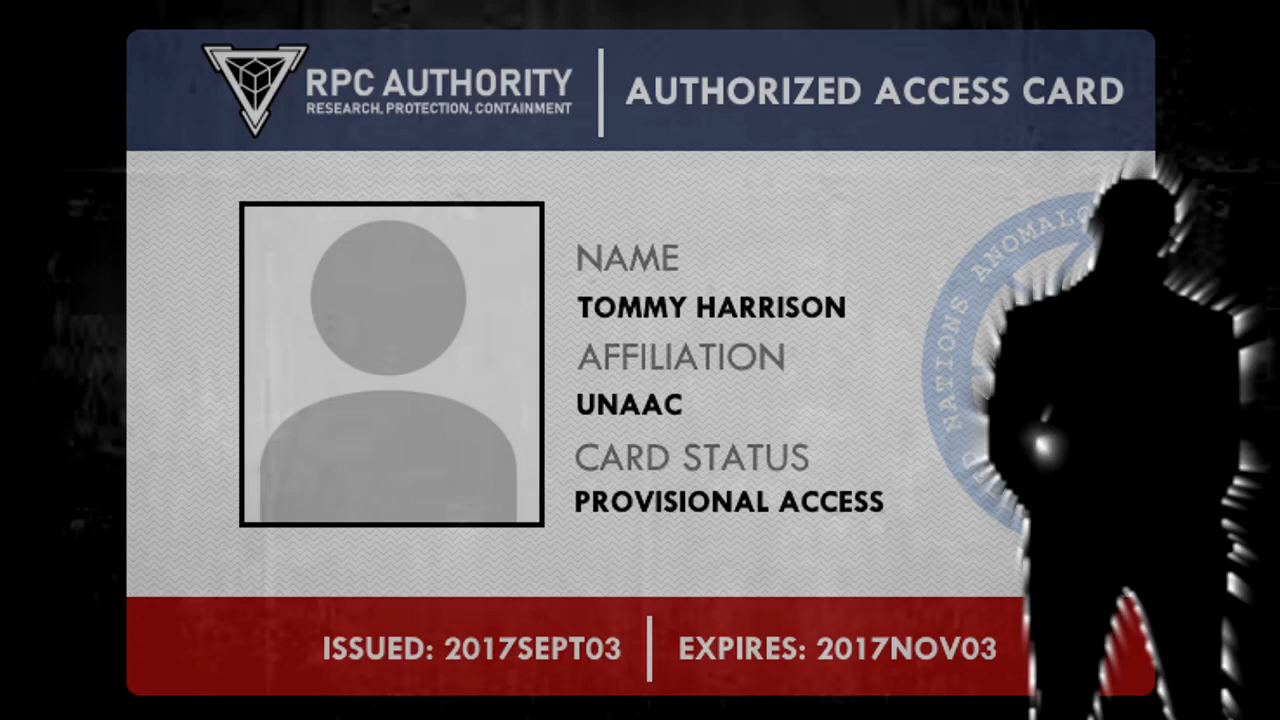 RPC AUTHORITY
RESEARCH, PROTECTION, CONTAINMENT
AUTHORIZED ACCESS CARD
NAME
TOMMY HARRISON
AFFILIATION
UNAAC
CARD STATUS
PROVISIONAL ACCESS
NATIONS
ISSUED: 2017SEPT03
EXPIRES: 2017NOV03